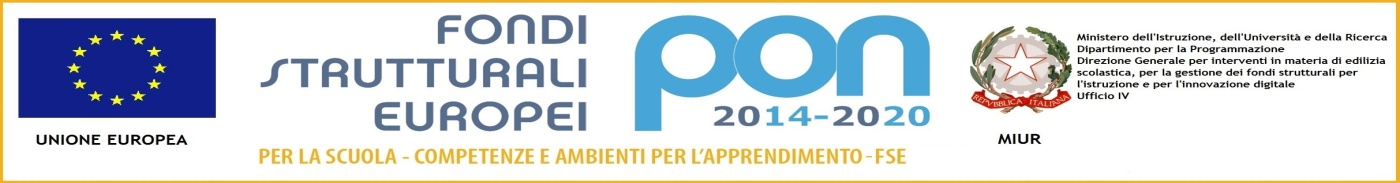 UNIONE EUROPEA
FONDI
STRUTTURALI
EUROPEI
pon
2014-2020
PER LA SCUOLA - COMPETENZE E AMBIENTI PER L'APPRENDIMENTO-FSE
REPVBBLICA ITALIANA
MIUR
Ministero dell'Istruzione, dell'Università e della Ricerca
Dipartimento per la Programmazione
Direzione Generale per interventi in materia di edilizia
scolastica, per la gestione dei fondi strutturali per
l'istruzione e per l'innovazione digitale
Ufficio IV